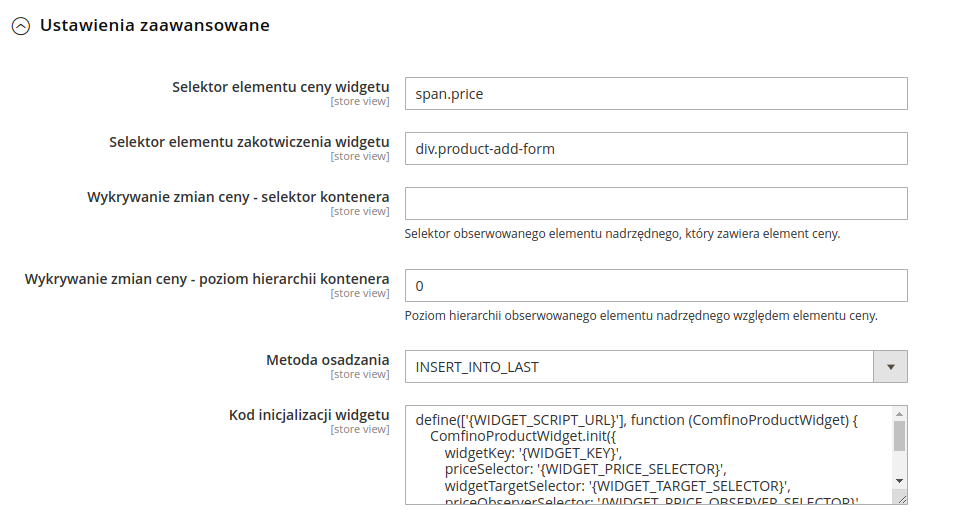 Ustawienia zaawansowane
Selektor elementu ceny widgetu
[store view]
span.price
Selektor elementu zakotwiczenia widgetu
[store view]
div.product-add-form
Wykrywanie zmian ceny - selektor kontenera
[store view]
Selektor obserwowanego elementu nadrzędnego, który zawiera element ceny.
Wykrywanie zmian ceny - poziom hierarchii kontenera
[store view]
0
Poziom hierarchii obserwowanego elementu nadrzędnego względem elementu ceny.
Metoda osadzania
[store view]
INSERT_INTO_LAST
Kod inicjalizacji widgetu
[store view]
define(['{WIDGET_SCRIPT_URL}'], function (ComfinoProductWidget) {
ComfinoProductWidget.init({
widgetKey: '{WIDGET_KEY}',
priceSelector: '{WIDGET_PRICE_SELECTOR}',
widgetTargetSelector: '{WIDGET_TARGET_SELECTOR}',
priceObserverSelector: '{WIDGET_PRICE_OBSERVER_SELECTOR}'